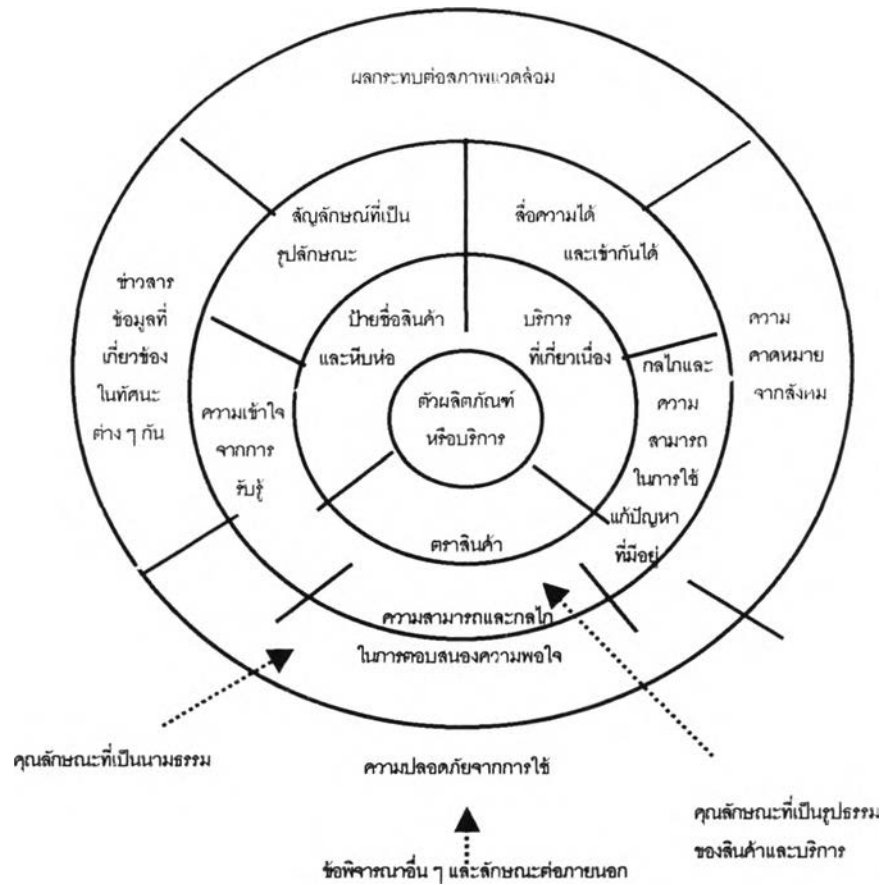 ผลกระทบต่อสภาพแวดล้อม
สัญลักษณ์ที่เป็น
รูปลักษณะ
สื่อความได้
และเข้ากันได้
ข่าวสาร
ข้อมูลที่
เกี่ยวข้อง
ในทัศนะ
ต่าง ๆ กัน
ป้ายชื่อสินค้า
และหีบห่อ
บริการ
ที่เกี่ยวเนื่อง
ความ
คาดหมาย
จากสังคม
ตัวผลิตภัณฑ์
หรือบริการ
ความเข้าใจ
จากการ
รับรู้
กลไกและ
ความ
สามารถ
ในการใช้
แก้ปัญหา
ที่มีอยู่
ตราสินค้า
ความสามารถและกลไก
ในการตอบสนองความพอใจ
คุณลักษณะที่เป็นนามธรรม
ความปลอดภัยจากการใช้
คุณลักษณะที่เป็นรูปธรรม
ของสินค้าและบริการ
ข้อพิจารณาอื่น ๆ และลักษณะต่อภายนอก